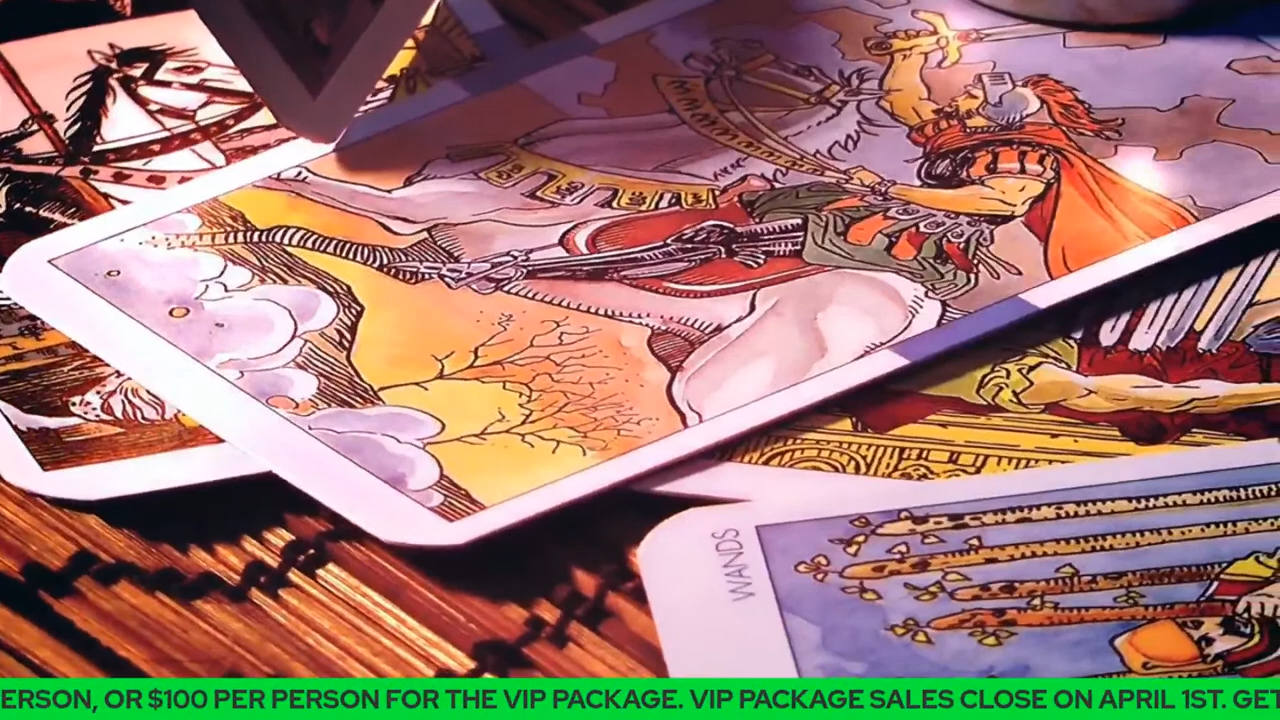 WANDS
ERSON, OR $100 PER PERSON FOR THE VIP PACKAGE. VIP PACKAGE SALES CLOSE ON APRIL 1ST. GET